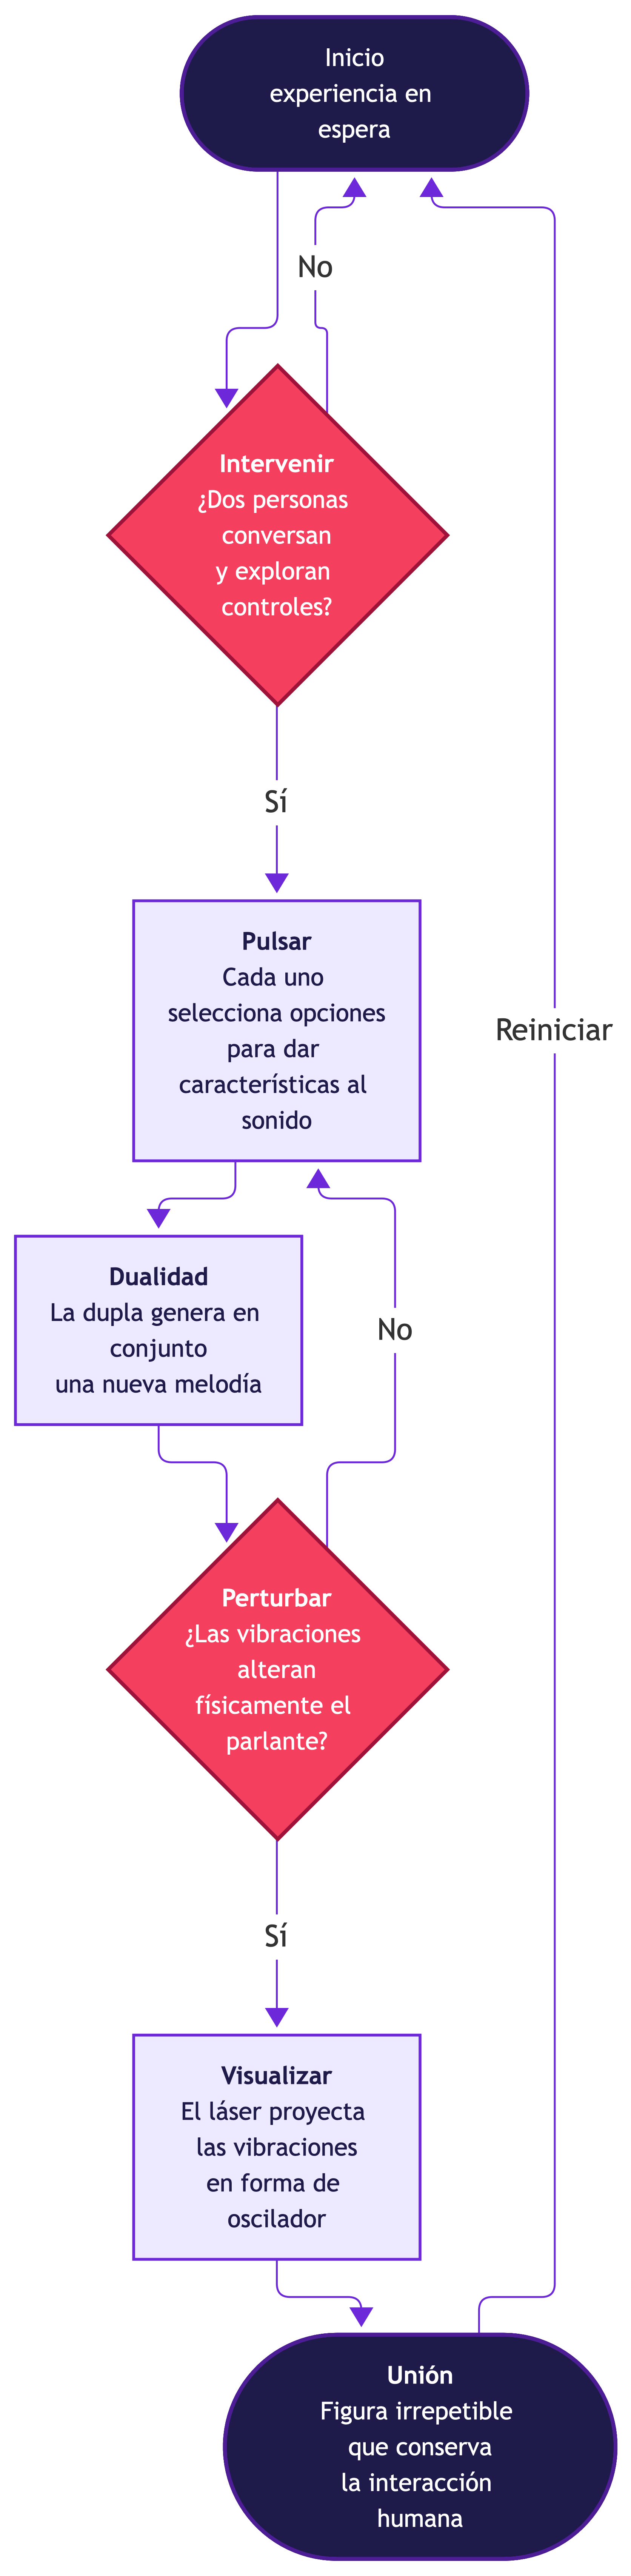 Inicio
experiencia en
espera
No
Intervenir
¿Dos personas
conversan
y exploran
controles?
Sí
Pulsar
Cada uno
selecciona opciones
para dar
características al
sonido
Reiniciar
Dualidad
La dupla genera en
conjunto
una nueva melodía
No
Perturbar
¿Las vibraciones
alteran
físicamente el
parlante?
Sí
Visualizar
El láser proyecta
las vibraciones
en forma de
oscilador
Unión
Figura irrepetible
que conserva
la interacción
humana